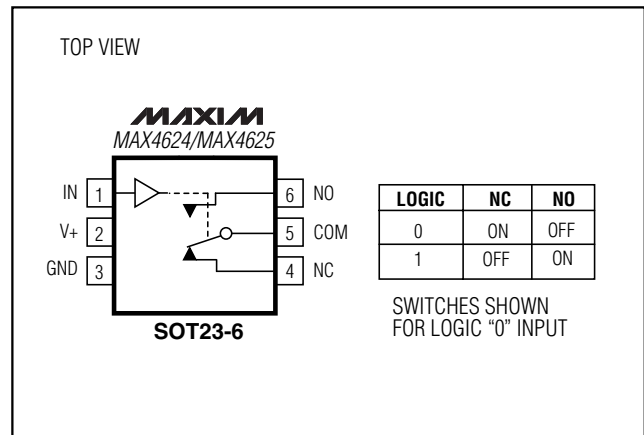 TOP VIEW
MAXIM
MAX4624/MAX4625
IN 1
V+ 2
GND 3
6 NO
5 COM
4 NC
SOT23-6
LOGIC NC NO
0 ON OFF
1 OFF ON
SWITCHES SHOWN
FOR LOGIC “0” INPUT